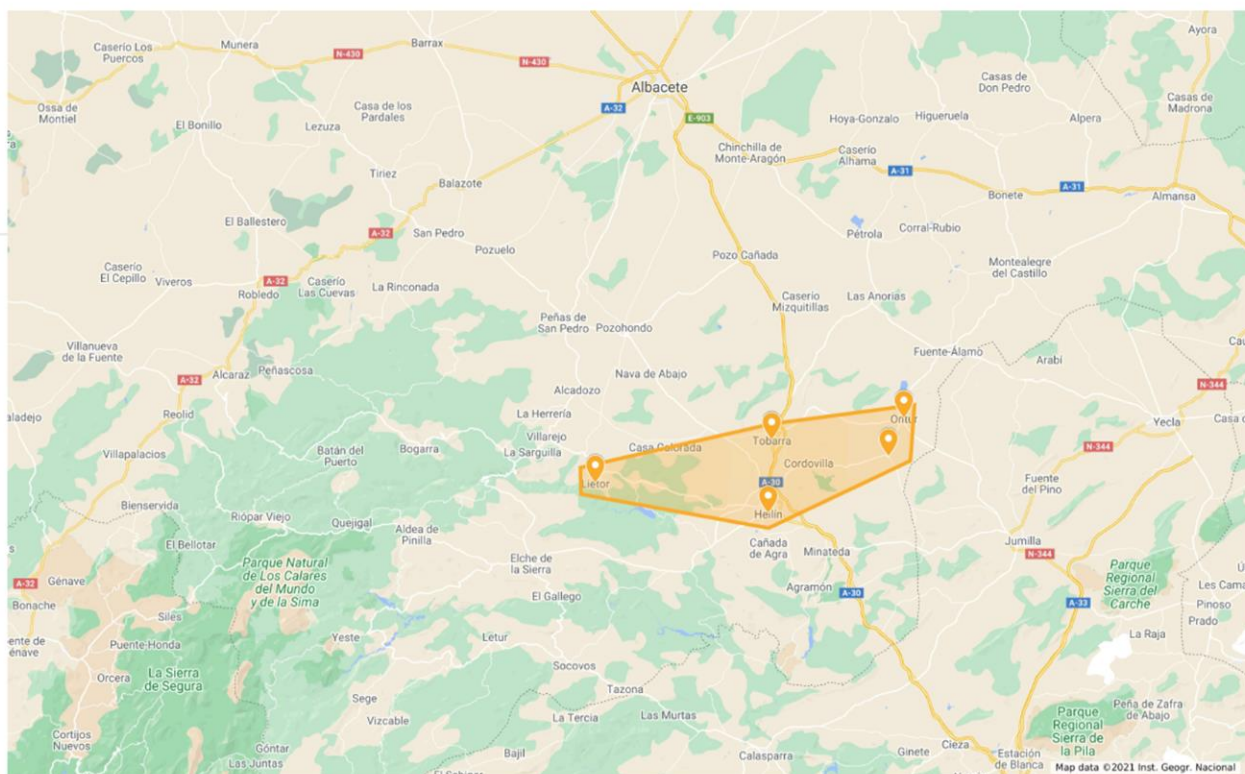 Caserío Los
Puercos
Munera
Barrax
N-430
N-430
Ayora
Albacete
A-32
E-903
Ossa de
Montiel
Casa de los
Pardales
El Bonillo
Lezuza
Casas de
Don Pedro
Casas de
Madrona
Hoya-Gonzalo
Higueruela
Alpera
Chinchilla de
Monte-Aragón
Caserío
Alhama
A-31
A-31
Tiriez
Balazote
Bonete
Almansa
El Ballestero
A-32
San Pedro
Pozuelo
Pétrola
Corral-Rubio
Pozo Cañada
Montealegre
del Castillo
Caserío
El Cepillo
Viveros
A-32
Robledo
Caserío
Las Cuevas
La Rinconada
Caserío
Mizquitillas
Las Anorias
Peñas de
San Pedro
Pozohondo
Villanueva
de la Fuente
Fuente-Álamo
Arabí
Alcaraz
Peñascosa
A-32
Nava de Abajo
Alcadozo
N-344
Reolid
La Herrería
Villarejo
La Sarguilla
Casa Colorada
Tobarra
Ontur
Yecla
Villapalacios
Batán del
Puerto
Bogarra
Cordovilla
N-344
Liétor
A-30
Fuente
del Pino
Bienservida
Riópar Viejo
Quejigal
Hellín
El Bellotar
Aldea de
Pinilla
Cañada
de Agra
Minateda
Jumilla
N-344
Elche de
la Sierra
Parque Natural
de Los Calares
del Mundo
y de la Sima
A-32
Génave
Bonache
Agramón
A-30
Parque
Regional
Sierra del
Carche
A-33
Pinoso
Prado
El Gallego
Siles
Puente-Honda
Yeste
Letur
La Raja
La Sierra
de Segura
Orcera
Socovos
Tazona
Sege
Vizcable
La Tercia
Las Murtas
Peña de Zafra
de Abajo
Parque
Regional
Sierra de
la Pila
Cortijos
Nuevos
Góntar
Las Juntas
Bajil
Calasparra
Ginete
Cieza
Estación
de Blanca
Map data ©2021 Inst. Geogr. Nacional